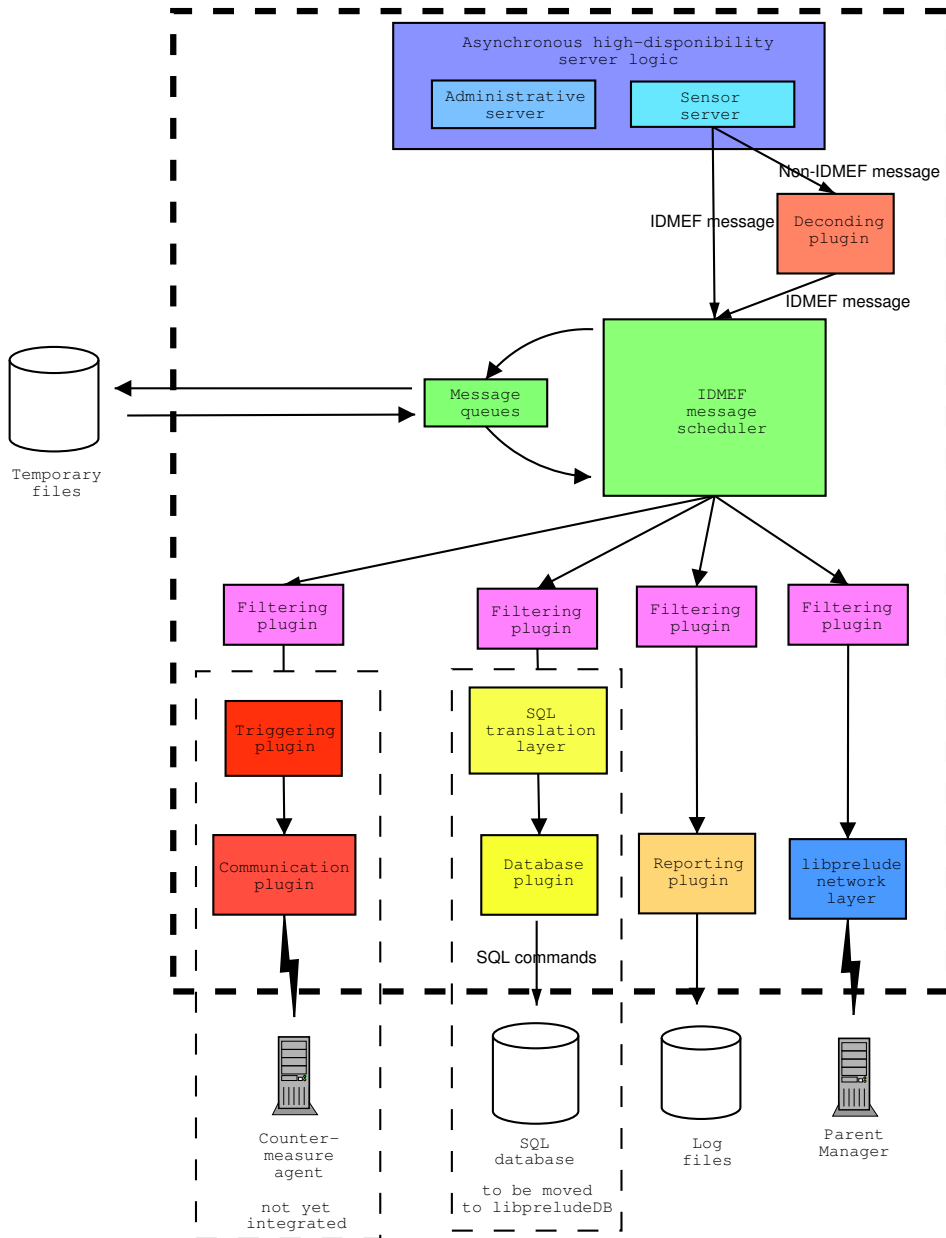 Asynchronous high-disponibility
server logic
Administrative
server
Sensor
server
Non-IDMEF message
IDMEF message
Deconding
plugin
IDMEF message
Message
queues
IDMEF
message
scheduler
Temporary
files
Filtering
plugin
Filtering
plugin
Filtering
plugin
Filtering
plugin
Triggering
plugin
SQL
translation
layer
Communication
plugin
Database
plugin
Reporting
plugin
libprelude
network
layer
SQL commands
Counter-
measure
agent
not yet
integrated
SQL
database
to be moved
to libpreludeDB
Log
files
Parent
Manager